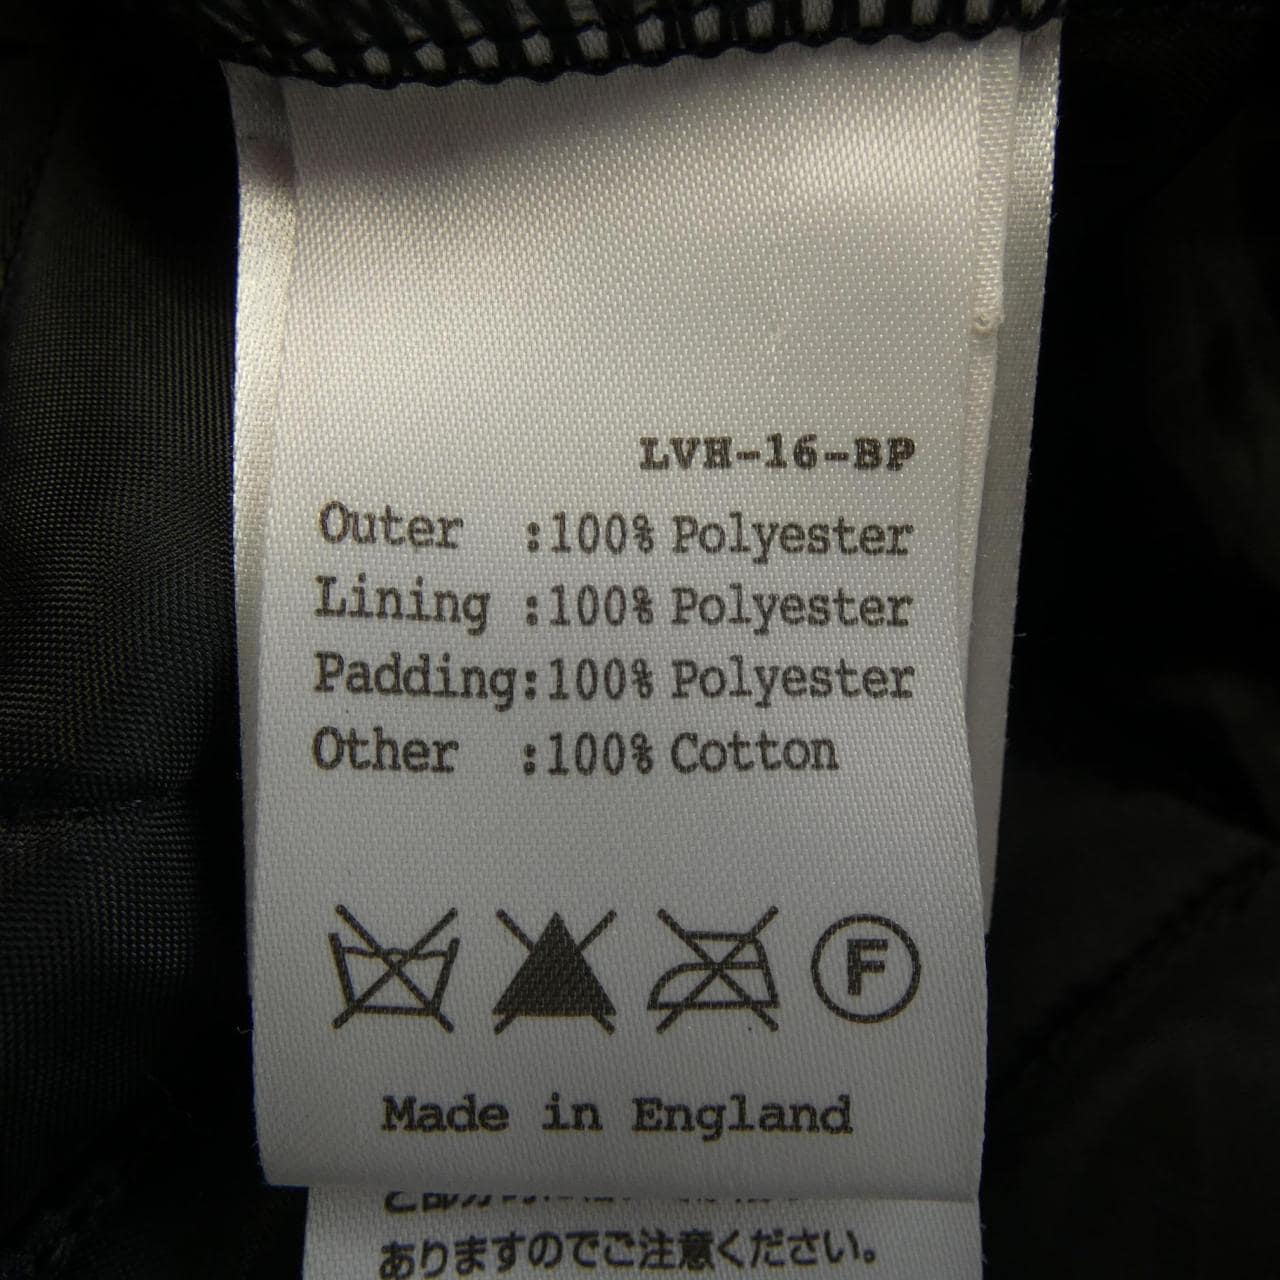 LVH-16-BP
Outer :100% Polyester
Lining :100% Polyester
Padding:100% Polyester
Other :100% Cotton
F
Made in England
ありますのでご注意ください。